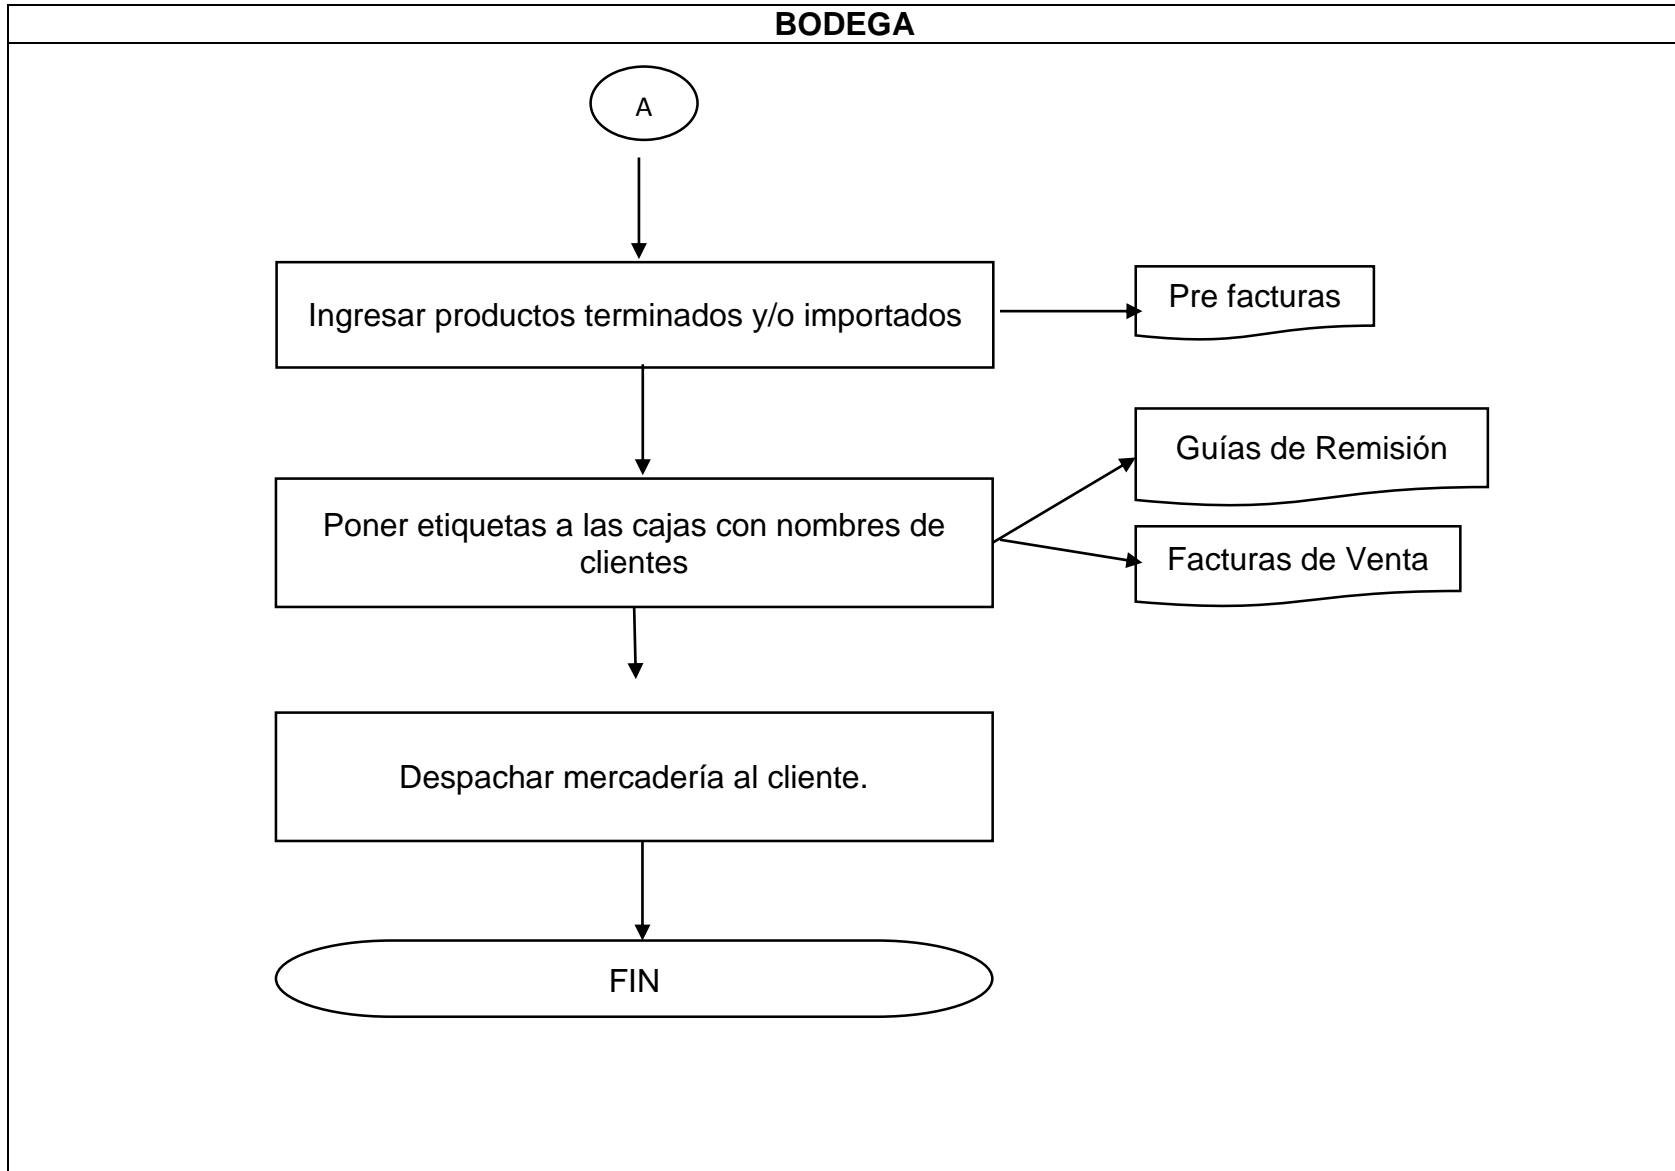 BODEGA
A
Ingresar productos terminados y/o importados
Pre facturas
Guías de Remisión
Poner etiquetas a las cajas con nombres de
clientes
Facturas de Venta
Despachar mercadería al cliente.
FIN